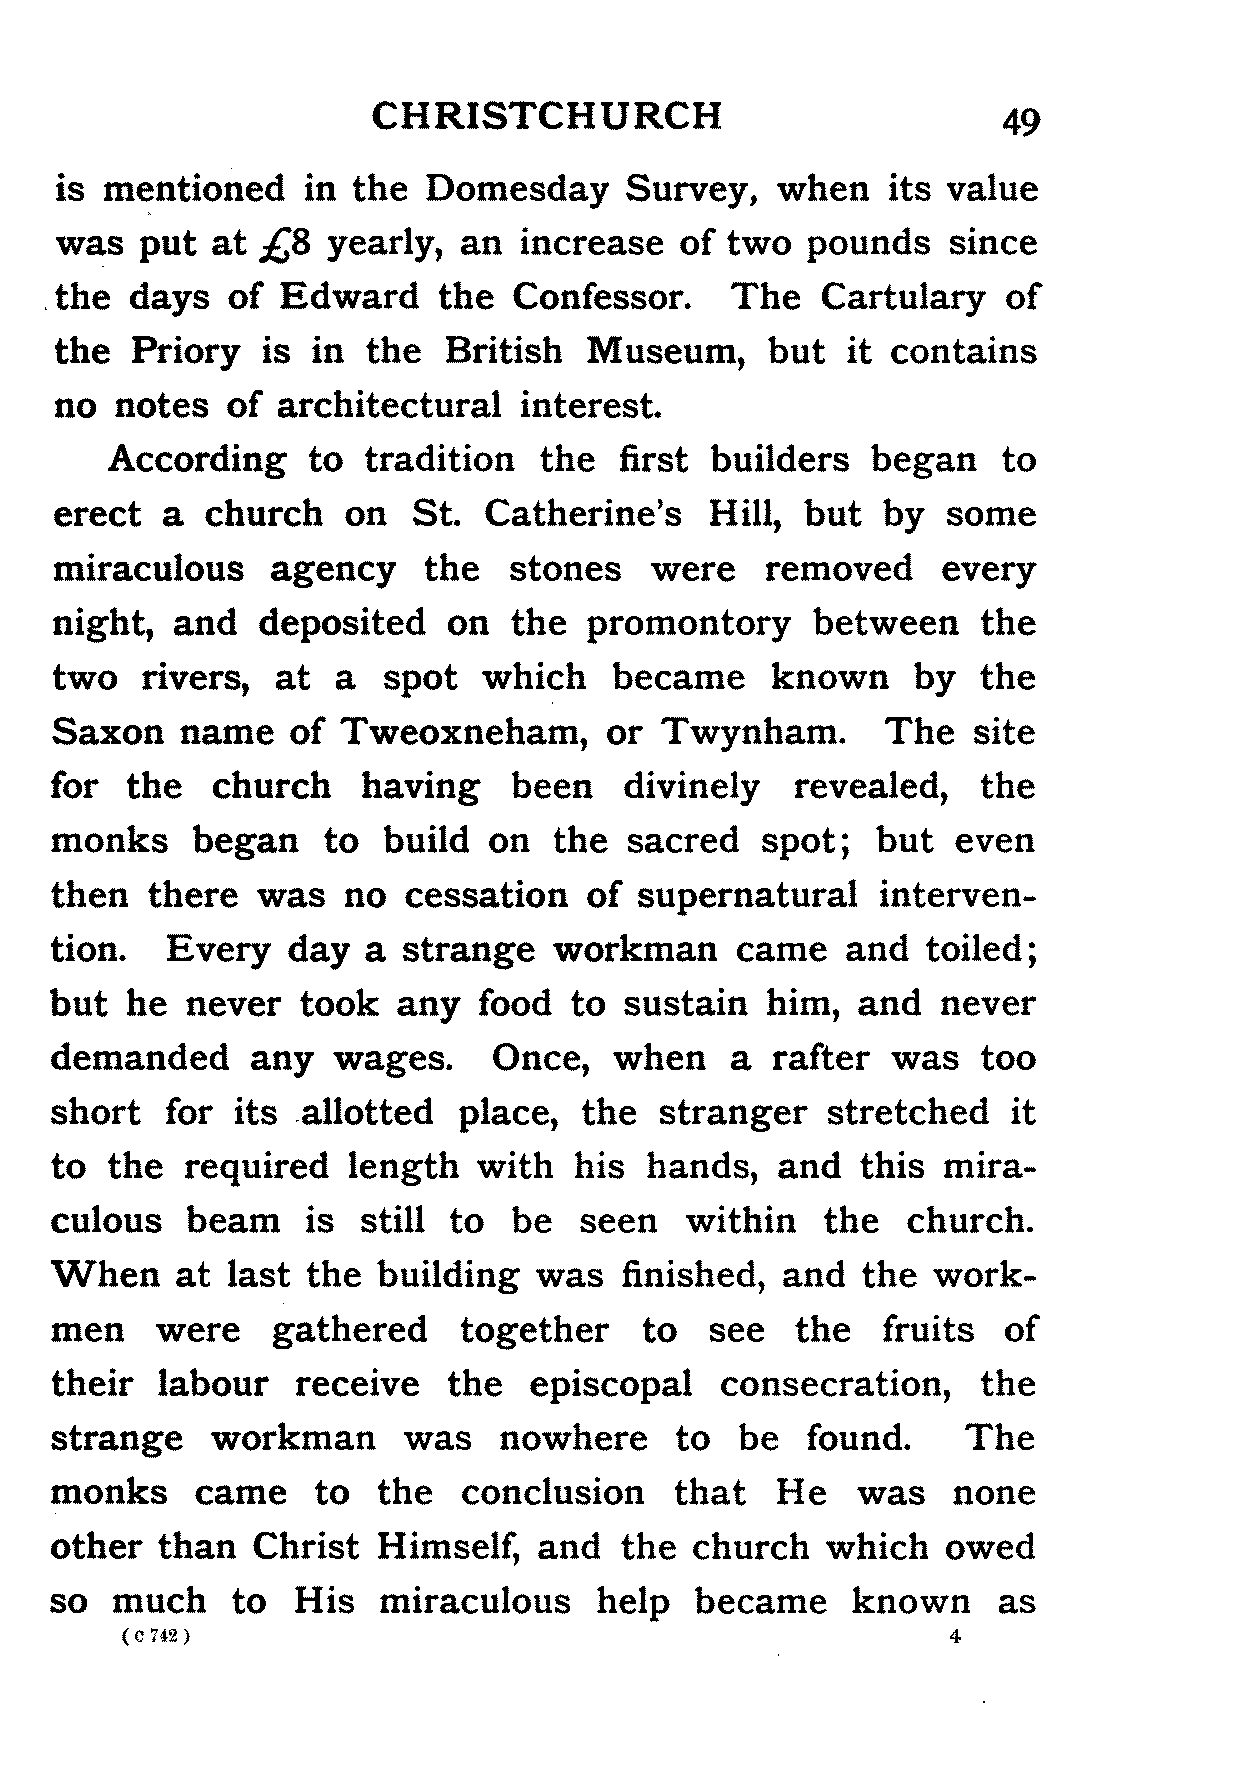 CHRISTCHURCH 49
is mentioned in the Domesday Survey, when its value
was put at £8 yearly, an increase of two pounds since
the days of Edward the Confessor. The Cartulary of
the Priory is in the British Museum, but it contains
no notes of architectural interest.
According to tradition the first builders began to
erect a church on St. Catherine's Hill, but by some
miraculous agency the stones were removed every
night, and deposited on the promontory between the
two rivers, at a spot which became known by the
Saxon name of Tweoxneham, or Twynham. The site
for the church having been divinely revealed, the
monks began to build on the sacred spot; but even
then there was no cessation of supernatural interven-
tion. Every day a strange workman came and toiled;
but he never took any food to sustain him, and never
demanded any wages. Once, when a rafter was too
short for its allotted place, the stranger stretched it
to the required length with his hands, and this mira-
culous beam is still to be seen within the church.
When at last the building was finished, and the work-
men were gathered together to see the fruits of
their labour receive the episcopal consecration, the
strange workman was nowhere to be found. The
monks came to the conclusion that He was none
other than Christ Himself, and the church which owed
so much to His miraculous help became known as
(C 742) 4